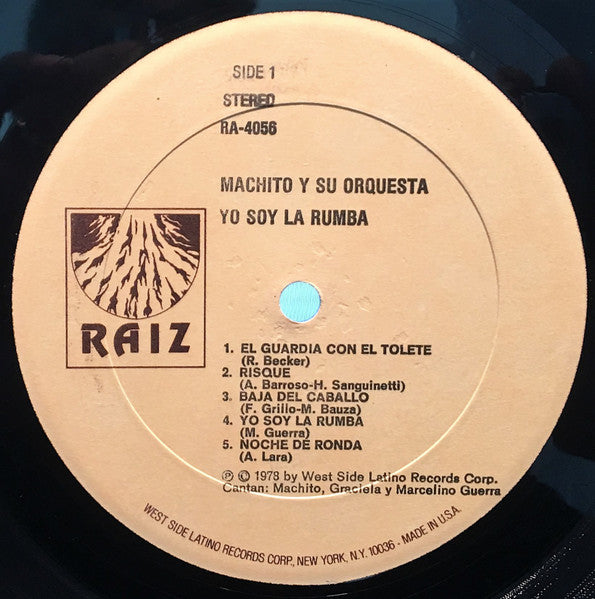 SIDE 1
STEREO
RA-4056
MACHITO Y SU ORQUESTA
YO SOY LA RUMBA
RAIZ
1. EL GUARDIA CON EL TOLETE
(R. Becker)
2. RISQUE
(A. Barroso-H. Sanguinetti)
3. BAJA DEL CABALLO
(F. Grillo-M. Bauza)
4. YO SOY LA RUMBA
(M. Guerra)
5. NOCHE DE RONDA
(A. Lara)
℗ © 1978 by West Side Latino Records Corp.
Cantan: Machito, Graciela y Marcelino Guerra
WEST SIDE LATINO RECORDS CORP., NEW YORK, N.Y. 10036 - MADE IN U.S.A.